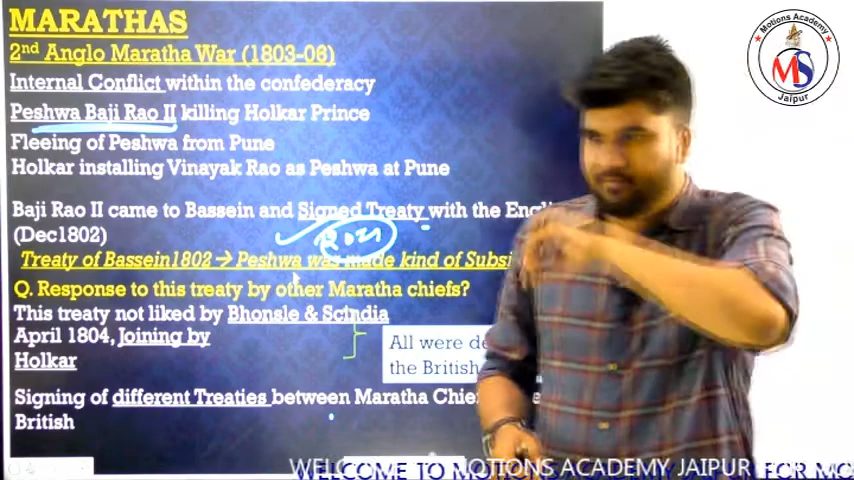 MARATHAS
2nd Anglo Maratha War (1803-06)
Internal Conflict within the confederacy
Peshwa Baji Rao II killing Holkar Prince
Fleeing of Peshwa from Pune
Holkar installing Vinayak Rao as Peshwa at Pune
Baji Rao II came to Bassein and Signed Treaty with the
(Dec1802)
Treaty of Bassein1802 → Peshwa was made kind of
Q. Response to this treaty by other Maratha chiefs?
This treaty not liked by Bhonsle & Scindia
April 1804, Joining by
Holkar
All were
the British
Signing of different Treaties between Maratha
British
Motions Academy
MS
Jaipur
WELCOME TO MOTIONS ACADEMY JAIPUR FOR